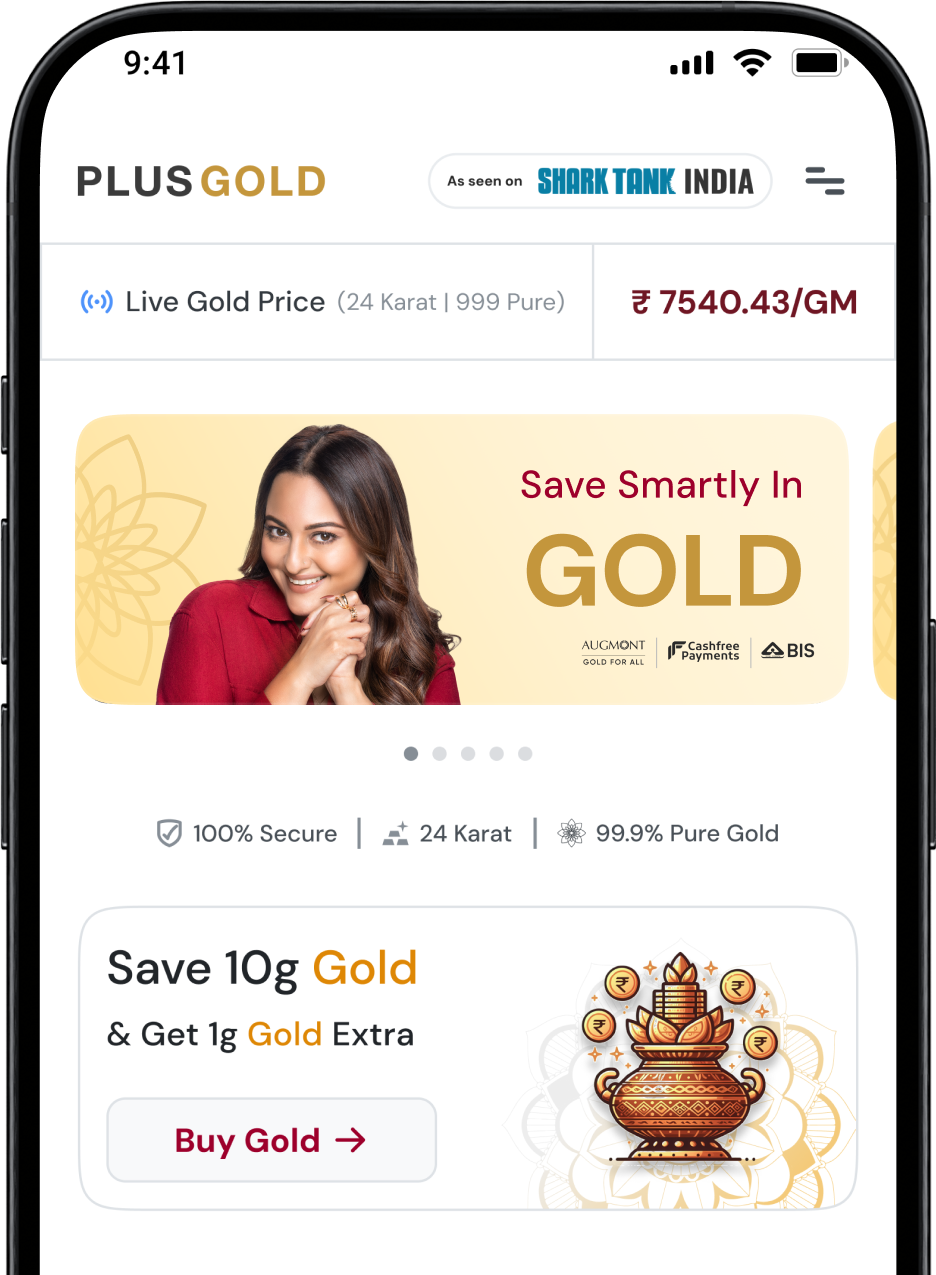 9:41
PLUS GOLD
As seen on SHARK TANK INDIA
Live Gold Price (24 Karat | 999 Pure)
₹ 7540.43/GM
Save Smartly In
GOLD
AUGMONT
GOLD FOR ALL
Cashfree
Payments
BIS
100% Secure | 24 Karat | 99.9% Pure Gold
Save 10g Gold
& Get 1g Gold Extra
Buy Gold →
₹
₹
₹
₹